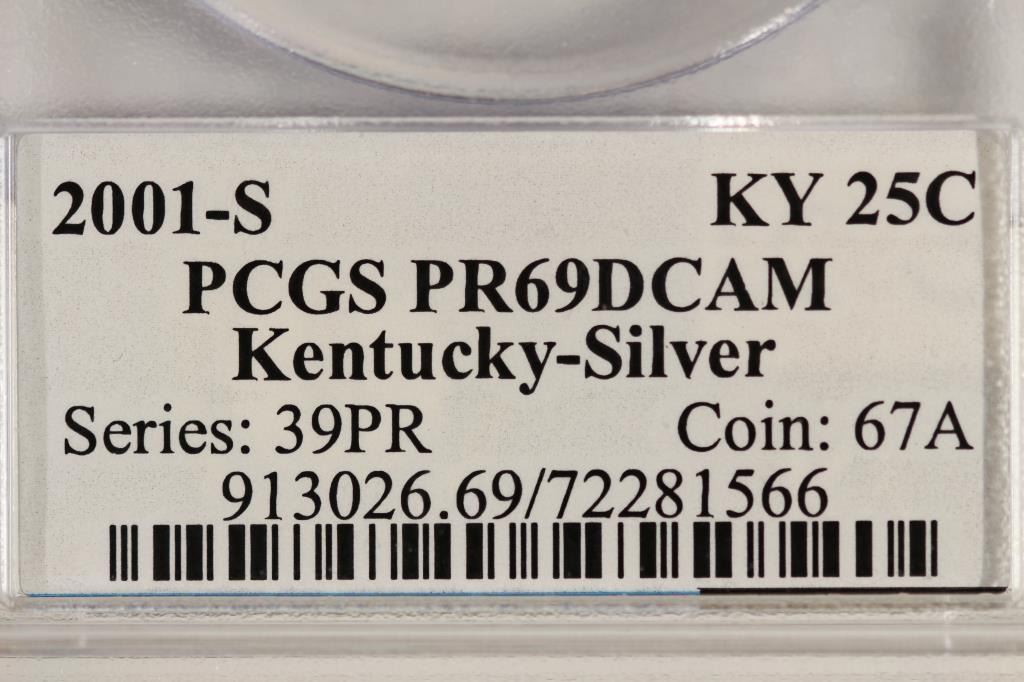 2001-S KY 25C
PCGS PR69DCAM
Kentucky-Silver
Series: 39PR Coin: 67A
913026.69/72281566